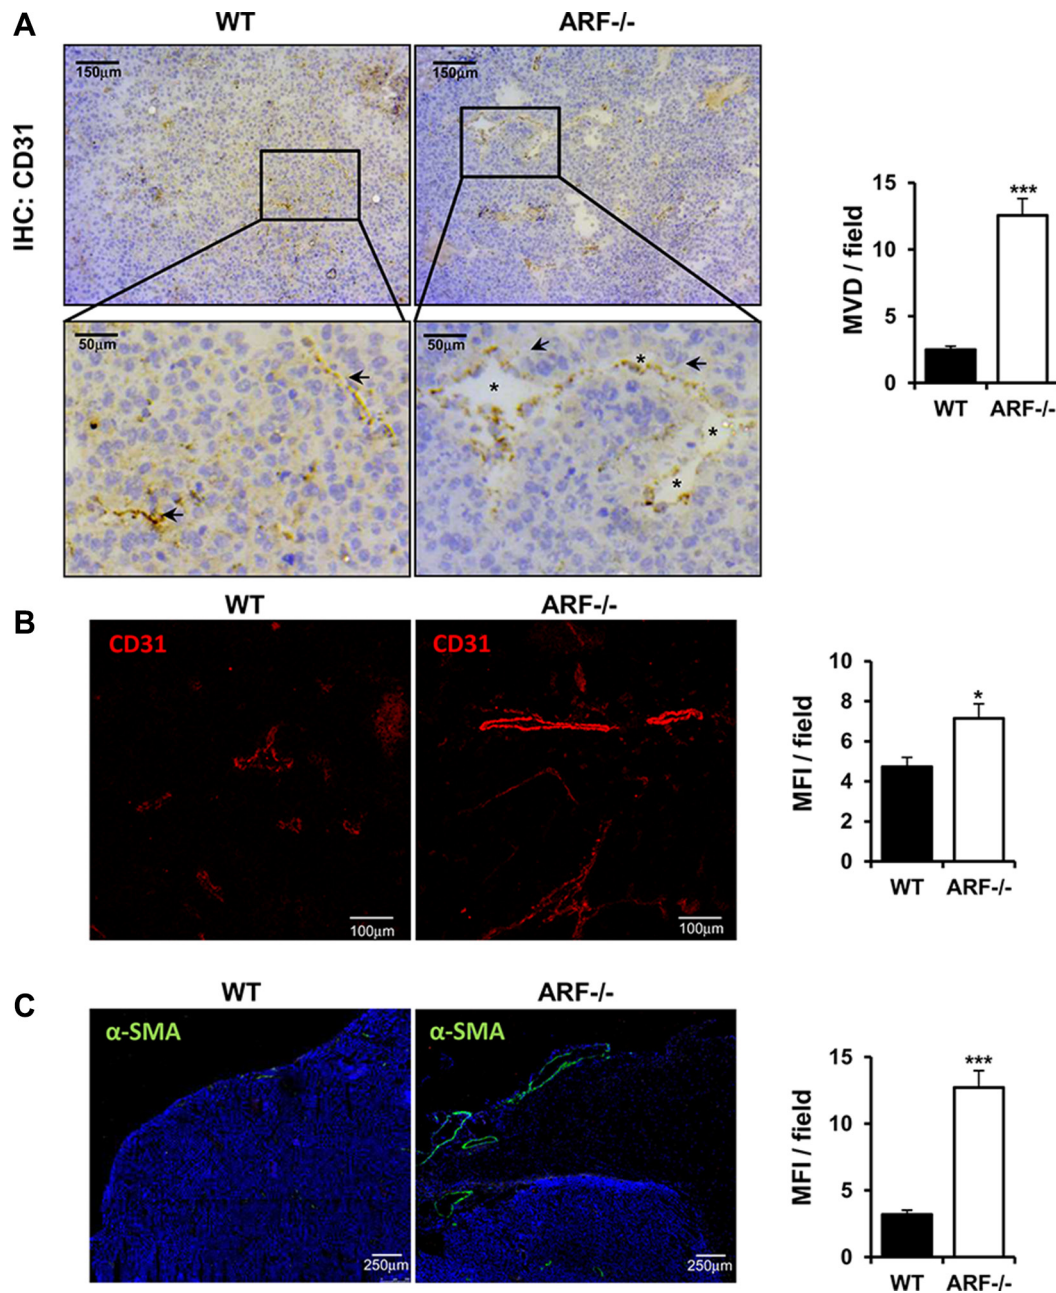 A
WT
ARF-/-
IHC: CD31
150µm
150µm
50µm
50µm
*
*
*
*
MVD / field
15
10
5
0
***
WT
ARF-/-
B
WT
ARF-/-
CD31
CD31
100µm
100µm
MFI / field
10
8
6
4
2
0
*
WT
ARF-/-
C
WT
ARF-/-
α-SMA
α-SMA
250µm
250µm
MFI / field
15
10
5
0
***
WT
ARF-/-